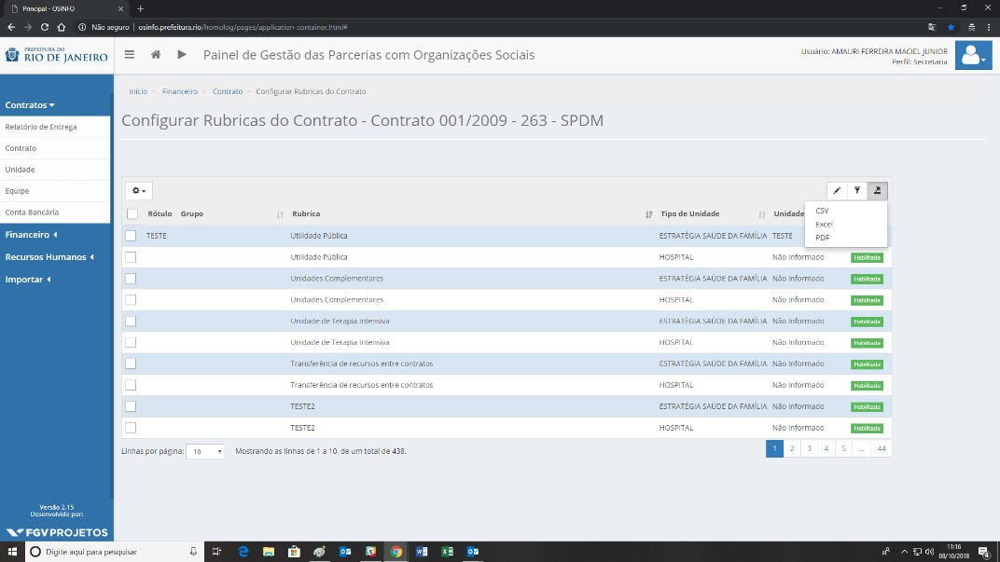 Principal - OSINFO
Não seguro | osinfo.prefeitura.rio/homolog/pages/application-container.html#
PREFEITURA DO
RIO DE JANEIRO
Painel de Gestão das Parcerias com Organizações Sociais
Usuário: AMAURI FERREIRA MACIEL JUNIOR
Perfil: Secretaria
Contratos
Relatório de Entrega
Contrato
Unidade
Equipe
Conta Bancária
Financeiro
Recursos Humanos
Importar
Versão 2.15
Desenvolvido por:
FGV PROJETOS
Início > Financeiro > Contrato > Configurar Rubricas do Contrato
Configurar Rubricas do Contrato - Contrato 001/2009 - 263 - SPDM
CSV
Excel
PDF
Rótulo Grupo Rubrica Tipo de Unidade Unidade
TESTE Utilidade Pública ESTRATÉGIA SAÚDE DA FAMÍLIA TESTE
Utilidade Pública HOSPITAL Não Informado Habilitada
Unidades Complementares ESTRATÉGIA SAÚDE DA FAMÍLIA Não Informado Habilitada
Unidades Complementares HOSPITAL Não Informado Habilitada
Unidade de Terapia Intensiva ESTRATÉGIA SAÚDE DA FAMÍLIA Não Informado Habilitada
Unidade de Terapia Intensiva HOSPITAL Não Informado Habilitada
Transferência de recursos entre contratos ESTRATÉGIA SAÚDE DA FAMÍLIA Não Informado Habilitada
Transferência de recursos entre contratos HOSPITAL Não Informado Habilitada
TESTE2 ESTRATÉGIA SAÚDE DA FAMÍLIA Não Informado Habilitada
TESTE2 HOSPITAL Não Informado Habilitada
Linhas por página: 10 Mostrando as linhas de 1 a 10, de um total de 438.
1 2 3 4 5 ... 44
Digite aqui para pesquisar
11:16
08/10/2018